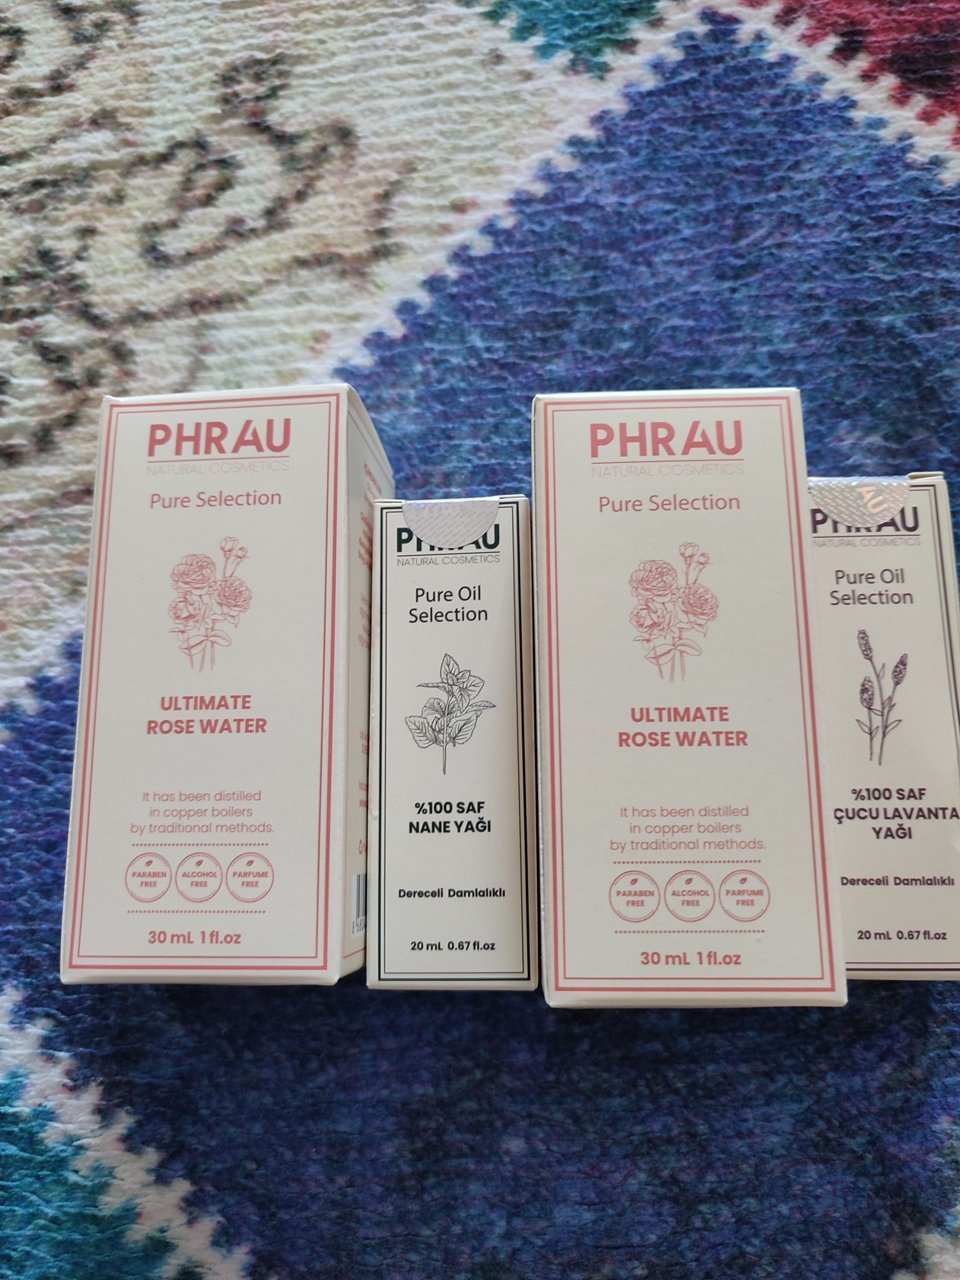 PHRAU
NATURAL COSMETICS
Pure Selection
ULTIMATE
ROSE WATER
It has been distilled
in copper boilers
by traditional methods.
PARABEN
FREE
ALCOHOL
FREE
PARFUME
FREE
30 mL 1 fl.oz
PHRAU
NATURAL COSMETICS
Pure Oil
Selection
%100 SAF
NANE YAĞI
Dereceli Damlalıklı
20 mL 0.67 fl.oz
PHRAU
NATURAL COSMETICS
Pure Selection
ULTIMATE
ROSE WATER
It has been distilled
in copper boilers
by traditional methods.
PARABEN
FREE
ALCOHOL
FREE
PARFUME
FREE
30 mL 1 fl.oz
AU
PHRAU
NATURAL COSMETICS
Pure Oil
Selection
%100 SAF
ÇUCU LAVANTA
YAĞI
Dereceli Damlalıklı
20 mL 0.67 fl.oz